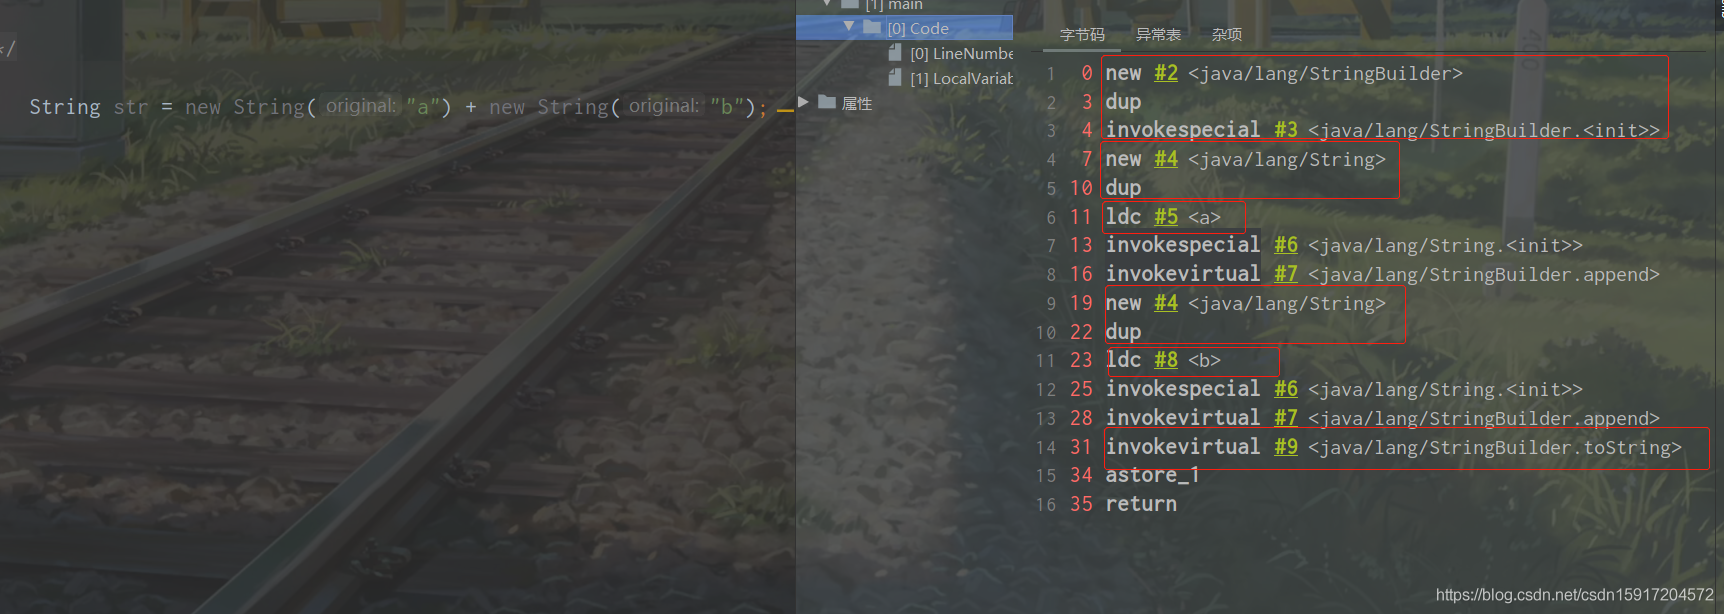 */
String str = new String( original: "a") + new String( original: "b");
[1] main
[0] Code
[0] LineNumbe
[1] LocalVariab
属性
字节码 异常表 杂项
1 0 new #2 <java/lang/StringBuilder>
2 3 dup
3 4 invokespecial #3 <java/lang/StringBuilder.<init>>
4 7 new #4 <java/lang/String>
5 10 dup
6 11 ldc #5 <a>
7 13 invokespecial #6 <java/lang/String.<init>>
8 16 invokevirtual #7 <java/lang/StringBuilder.append>
9 19 new #4 <java/lang/String>
10 22 dup
11 23 ldc #8 <b>
12 25 invokespecial #6 <java/lang/String.<init>>
13 28 invokevirtual #7 <java/lang/StringBuilder.append>
14 31 invokevirtual #9 <java/lang/StringBuilder.toString>
15 34 astore_1
16 35 return
https://blog.csdn.net/csdn15917204572